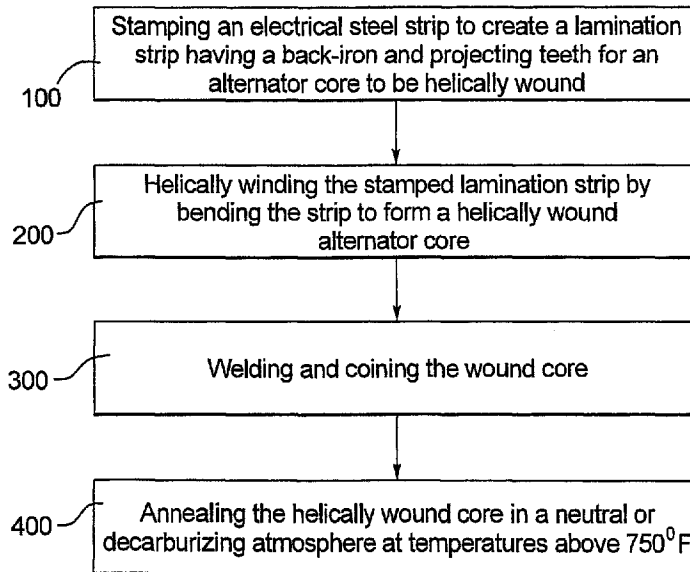 Stamping an electrical steel strip to create a lamination
strip having a back-iron and projecting teeth for an
alternator core to be helically wound
100
Helically winding the stamped lamination strip by
bending the strip to form a helically wound
alternator core
200
Welding and coining the wound core
300
Annealing the helically wound core in a neutral or
decarburizing atmosphere at temperatures above 750⁰ F
400